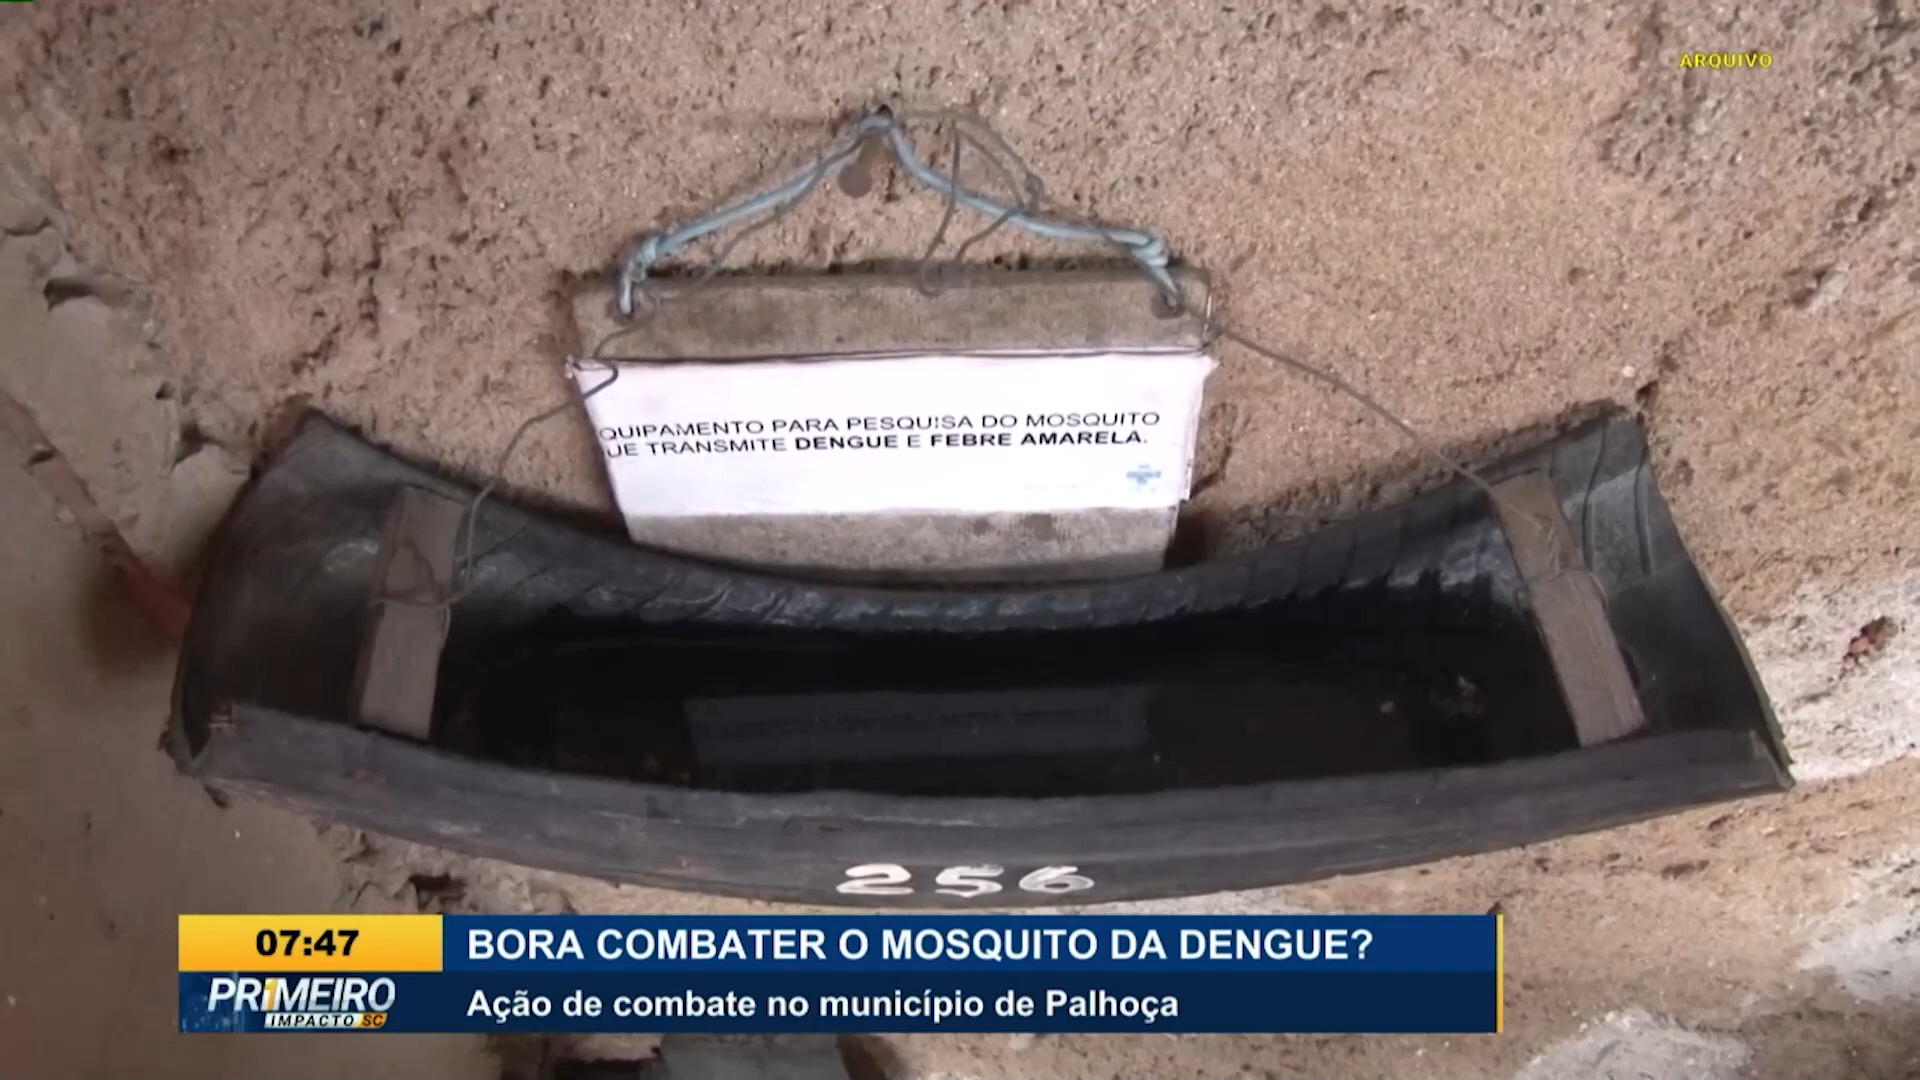 ARQUIVO
QUIPAMENTO PARA PESQUISA DO MOSQUITO
UE TRANSMITE DENGUE E FEBRE AMARELA.
256
07:47
BORA COMBATER O MOSQUITO DA DENGUE?
PR1MEIRO
IMPACTO SC
Ação de combate no município de Palhoça